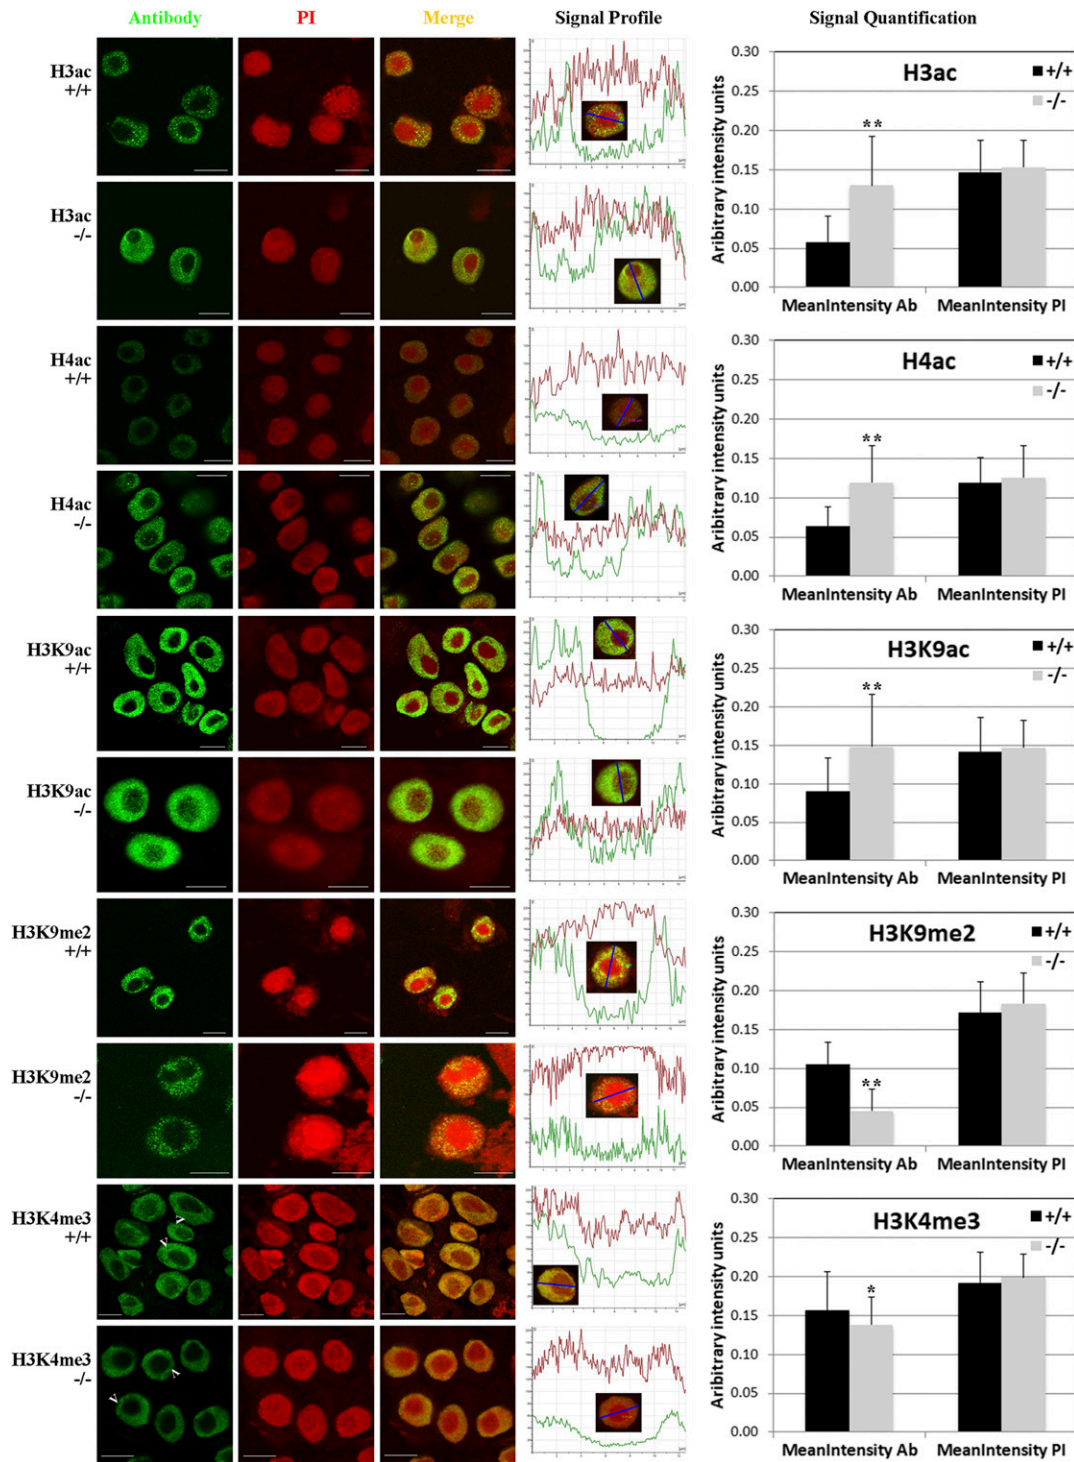 Antibody PI Merge Signal Profile Signal Quantification
H3ac
+/+
H3ac
-/-
H4ac
+/+
H4ac
-/-
H3K9ac
+/+
H3K9ac
-/-
H3K9me2
+/+
H3K9me2
-/-
H3K4me3
+/+
H3K4me3
-/-
Aribitrary intensity units
0.30
0.25
0.20
0.15
0.10
0.05
0.00
H3ac
+/+
-/-
**
MeanIntensity Ab MeanIntensity PI
Aribitrary intensity units
0.30
0.25
0.20
0.15
0.10
0.05
0.00
H4ac
+/+
-/-
**
MeanIntensity Ab MeanIntensity PI
Aribitrary intensity units
0.30
0.25
0.20
0.15
0.10
0.05
0.00
H3K9ac
+/+
-/-
**
MeanIntensity Ab MeanIntensity PI
Aribitrary intensity units
0.30
0.25
0.20
0.15
0.10
0.05
0.00
H3K9me2
+/+
-/-
**
MeanIntensity Ab MeanIntensity PI
Aribitrary intensity units
0.30
0.25
0.20
0.15
0.10
0.05
0.00
H3K4me3
+/+
-/-
*
MeanIntensity Ab MeanIntensity PI